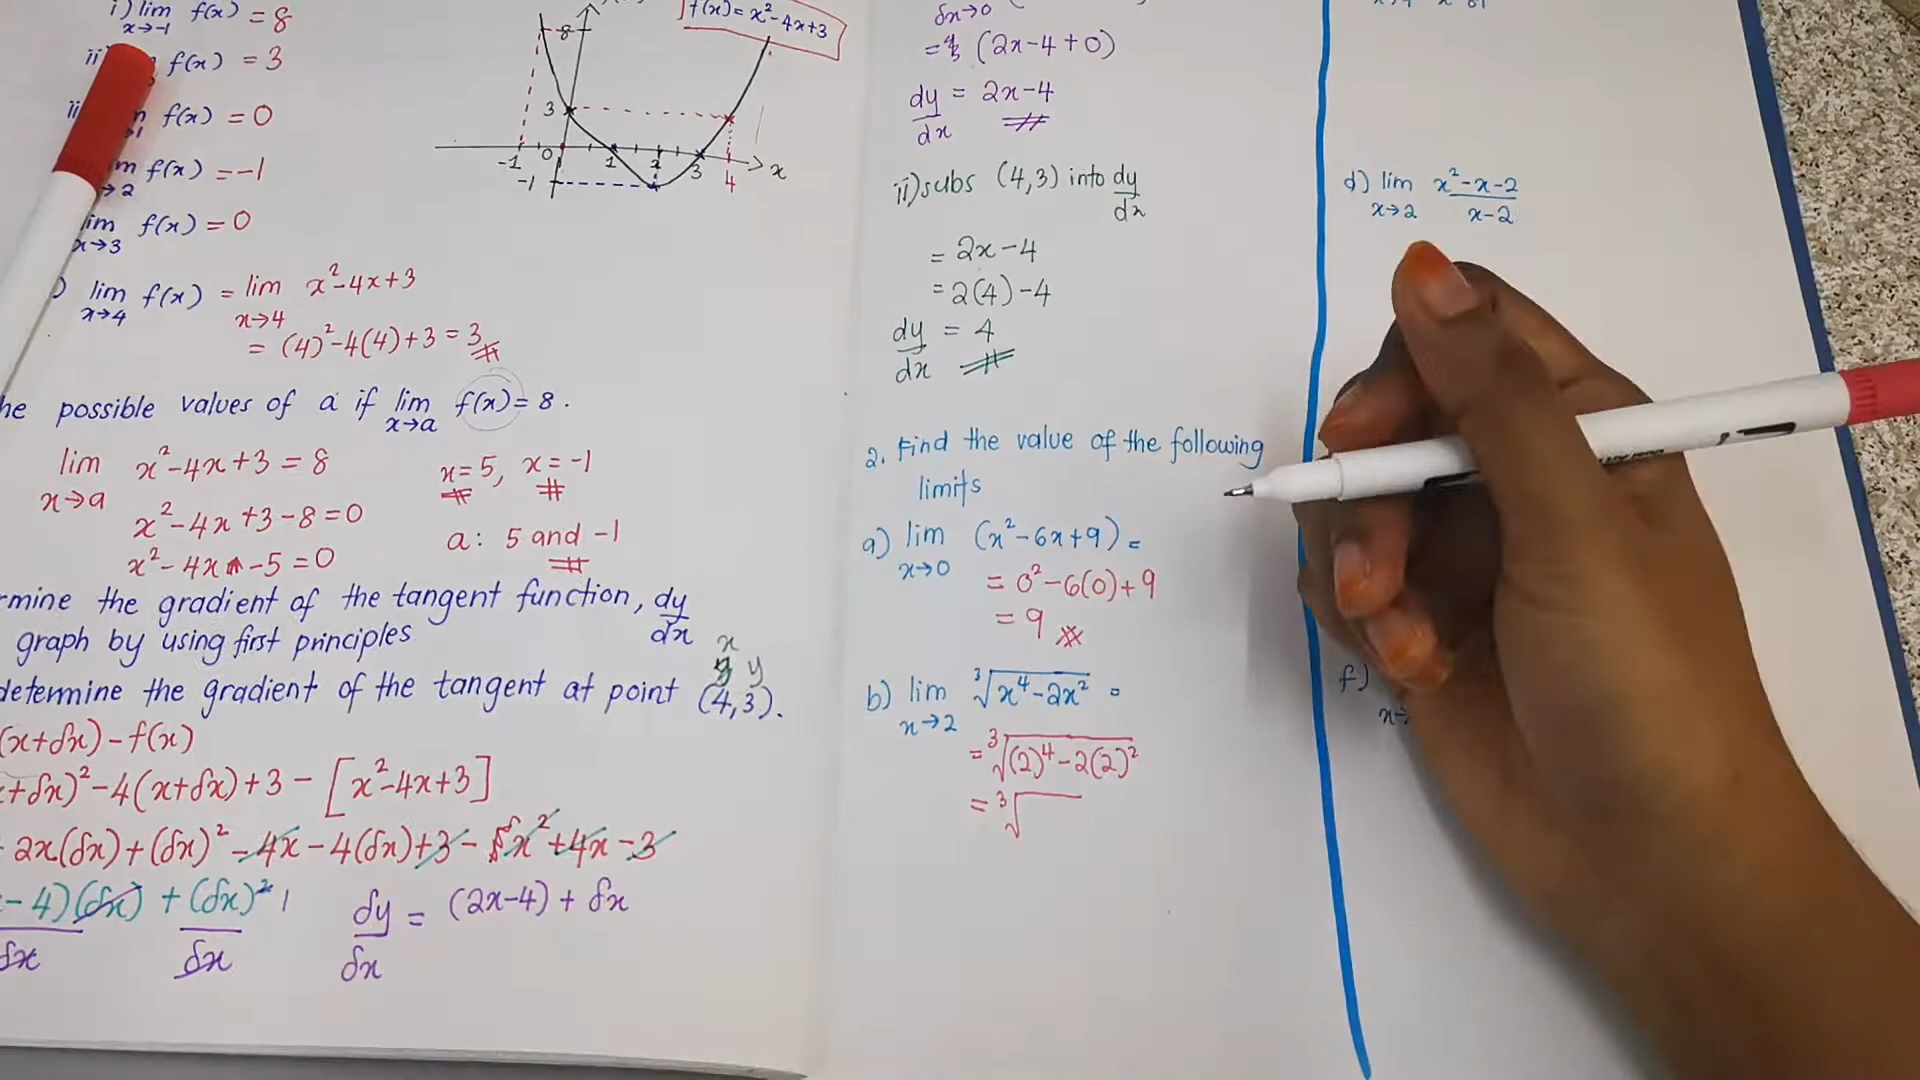 i) lim f(x) = 8
x→-1
f(x) = 3
f(x) = 0
f(x) = -1
→2
lim f(x) = 0
x→3
lim f(x) = lim x²-4x+3
x→4 x→4
= (4)²-4(4)+3 = 3
f(x) = x²-4x+3
8
3
-1 0 1 2 3 4 x
-1
possible values of a if lim f(x) = 8.
x→a
lim x²-4x+3 = 8
x→a
x²-4x+3-8=0
x²-4x-5=0
x=5, x=-1
a: 5 and -1
the gradient of the tangent function, dy
dx
graph by using first principles
x
y
determine the gradient of the tangent at point (4,3).
(x+δx)-f(x)
+δx)²-4(x+δx)+3-[x²-4x+3]
2x(δx)+(δx)²-4x-4(δx)+3-x²+4x-3
-4)(δx) + (δx)²
δx δx
δy = (2x-4) + δx
δx
δx→0
= (2x-4+0)
dy = 2x-4
dx
ii) subs (4,3) into dy
dx
= 2x-4
= 2(4)-4
dy = 4
dx
2. Find the value of the following
limits
a) lim (x²-6x+9) =
x→0
= 0²-6(0)+9
= 9
b) lim ³√x⁴-2x² =
x→2
= ³√(2)⁴-2(2)²
= ³√
d) lim x²-x-2
x→2 x-2
f)
x→